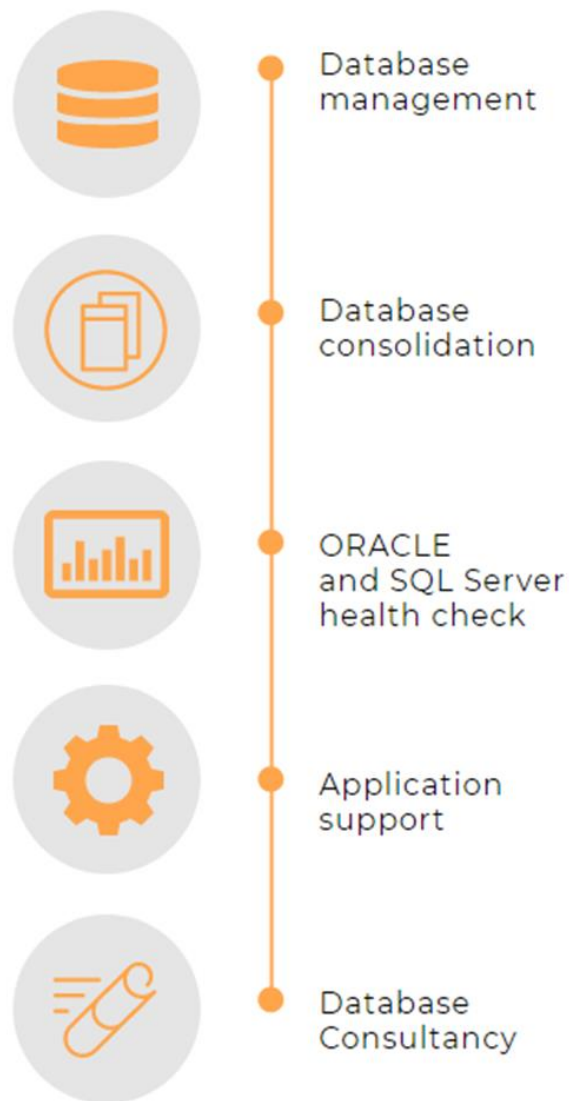 Database
management
Database
consolidation
ORACLE
and SQL Server
health check
Application
support
Database
Consultancy